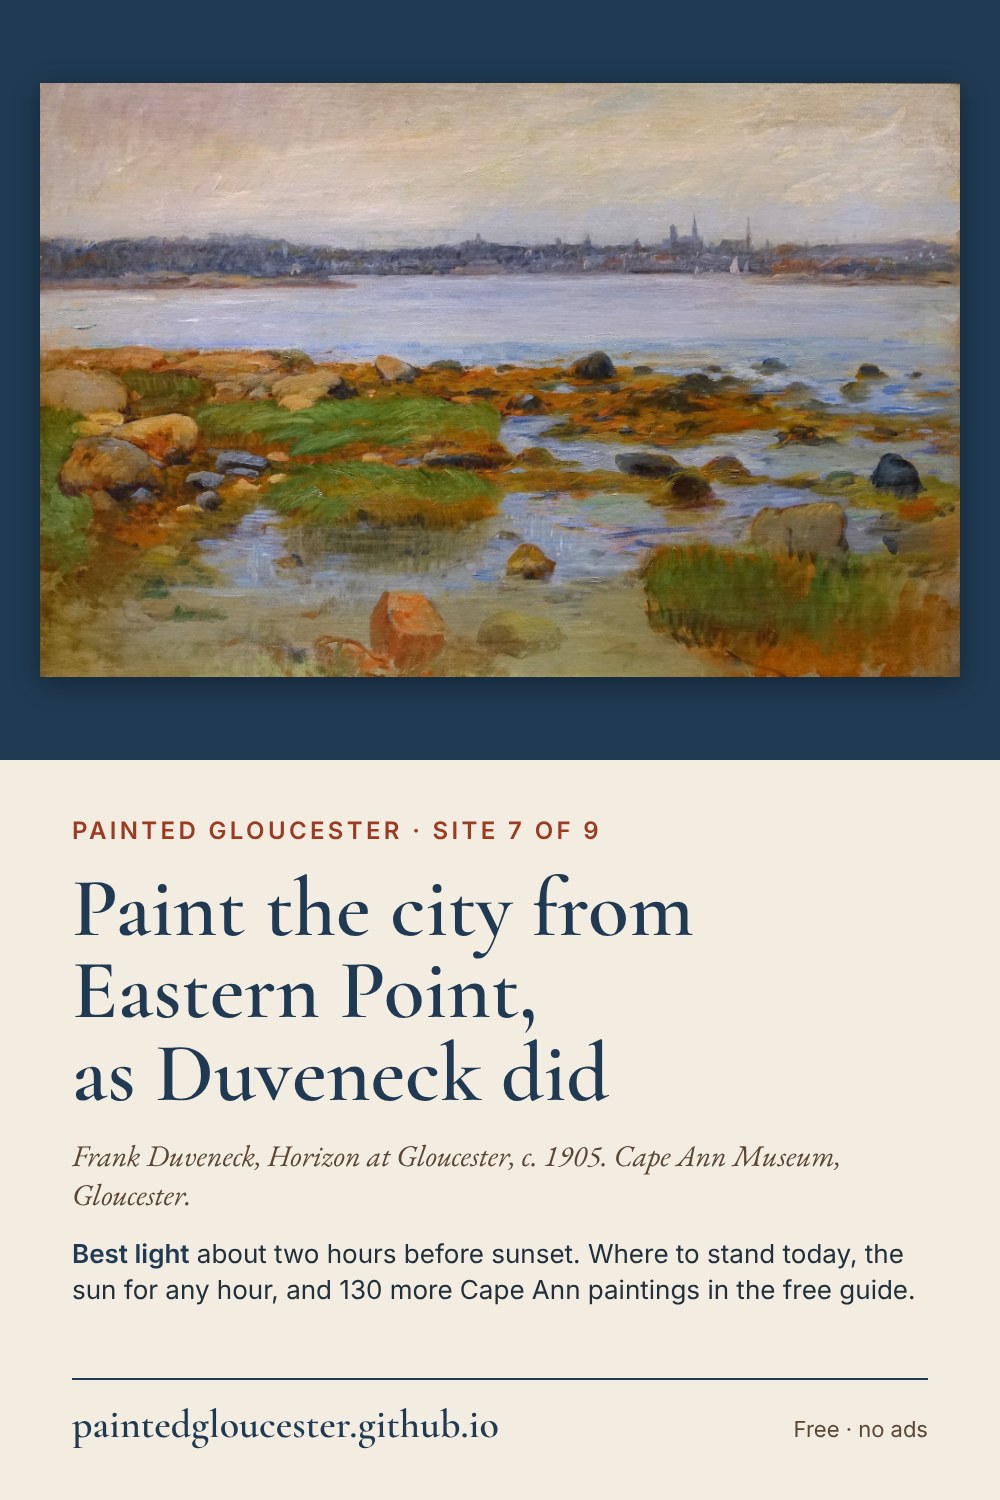 PAINTED GLOUCESTER · SITE 7 OF 9
Paint the city from
Eastern Point,
as Duveneck did
Frank Duveneck, Horizon at Gloucester, c. 1905. Cape Ann Museum,
Gloucester.
Best light about two hours before sunset. Where to stand today, the
sun for any hour, and 130 more Cape Ann paintings in the free guide.
paintedgloucester.github.io
Free · no ads